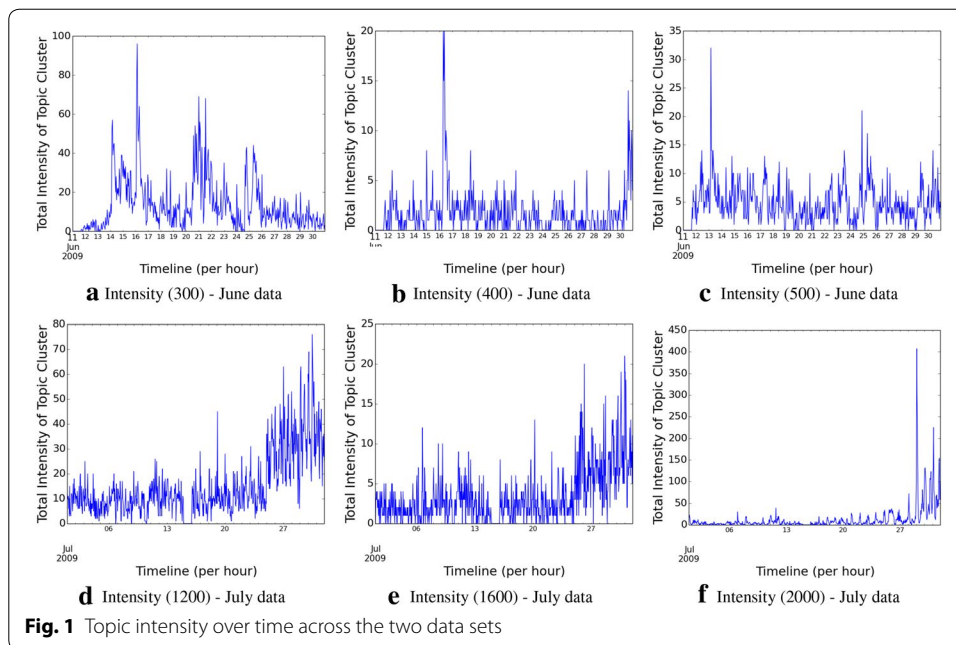 Total Intensity of Topic Cluster
100
80
60
40
20
0
11 12 13 14 15 16 17 18 19 20 21 22 23 24 25 26 27 28 29 30
Jun
2009
Timeline (per hour)
a Intensity (300) - June data
Total Intensity of Topic Cluster
20
15
10
5
0
11 12 13 14 15 16 17 18 19 20 21 22 23 24 25 26 27 28 29 30
Timeline (per hour)
b Intensity (400) - June data
Total Intensity of Topic Cluster
35
30
25
20
15
10
5
0
11 12 13 14 15 16 17 18 19 20 21 22 23 24 25 26 27 28 29 30
Jun
2009
Timeline (per hour)
c Intensity (500) - June data
Total Intensity of Topic Cluster
80
70
60
50
40
30
20
10
0
06 13 20 27
Jul
2009
Timeline (per hour)
d Intensity (1200) - July data
Total Intensity of Topic Cluster
25
20
15
10
5
0
06 13 20 27
Jul
2009
Timeline (per hour)
e Intensity (1600) - July data
Total Intensity of Topic Cluster
450
400
350
300
250
200
150
100
50
0
06 13 20 27
Jul
2009
Timeline (per hour)
f Intensity (2000) - July data
Fig. 1 Topic intensity over time across the two data sets